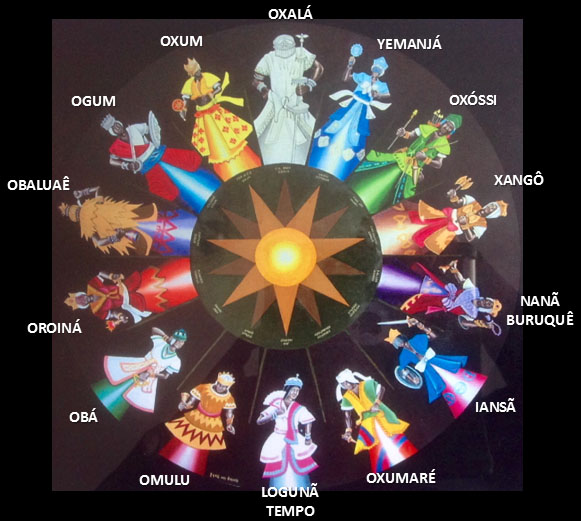 OXALÁ
OXUM
YEMANJÁ
OGUM
OXÓSSI
OBALUAÊ
XANGÔ
NANÃ
BURUQUÊ
OROINÁ
IANSÃ
OBÁ
OMULU
OXUMARÉ
LOGUNÃ
TEMPO